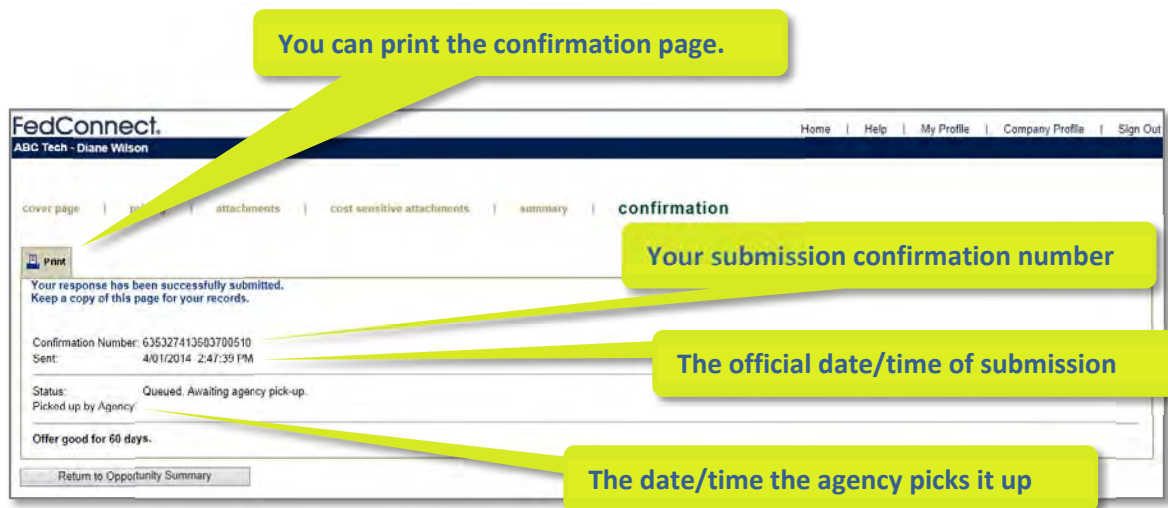 You can print the confirmation page.
FedConnect.
Home | Help | My Profile | Company Profile | Sign Out
ABC Tech - Diane Wilson
cover page | | attachments | cost sensitive attachments | summary | confirmation
Your submission confirmation number
Print
Your response has been successfully submitted.
Keep a copy of this page for your records.
Confirmation Number: 635327413583700510
Sent: 4/01/2014 2:47:39 PM
The official date/time of submission
Status: Queued. Awaiting agency pick-up.
Picked up by Agency
Offer good for 60 days.
Return to Opportunity Summary
The date/time the agency picks it up